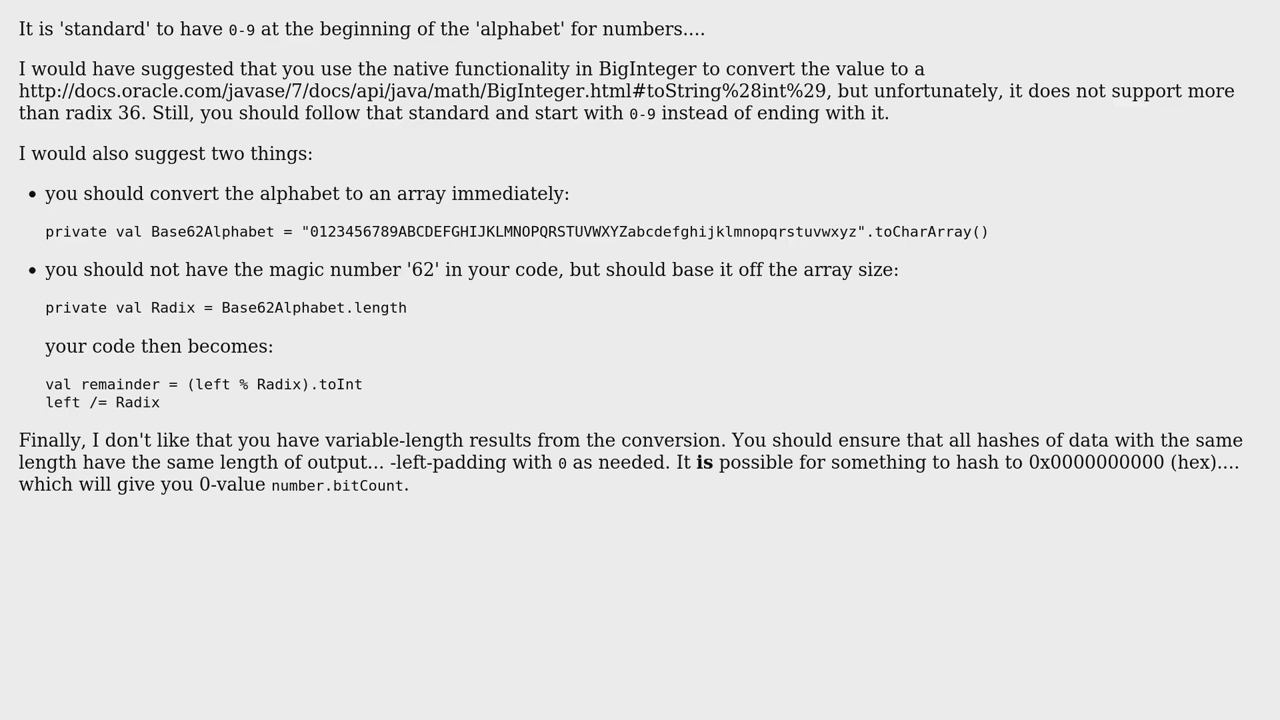 It is 'standard' to have 0-9 at the beginning of the 'alphabet' for numbers....
I would have suggested that you use the native functionality in BigInteger to convert the value to a
http://docs.oracle.com/javase/7/docs/api/java/math/BigInteger.html#toString%28int%29, but unfortunately, it does not support more
than radix 36. Still, you should follow that standard and start with 0-9 instead of ending with it.
I would also suggest two things:
• you should convert the alphabet to an array immediately:
private val Base62Alphabet = "0123456789ABCDEFGHIJKLMNOPQRSTUVWXYZabcdefghijklmnopqrstuvwxyz".toCharArray()
• you should not have the magic number '62' in your code, but should base it off the array size:
private val Radix = Base62Alphabet.length
your code then becomes:
val remainder = (left % Radix).toInt
left /= Radix
Finally, I don't like that you have variable-length results from the conversion. You should ensure that all hashes of data with the same
length have the same length of output... -left-padding with 0 as needed. It is possible for something to hash to 0x0000000000 (hex)....
which will give you 0-value number.bitCount.